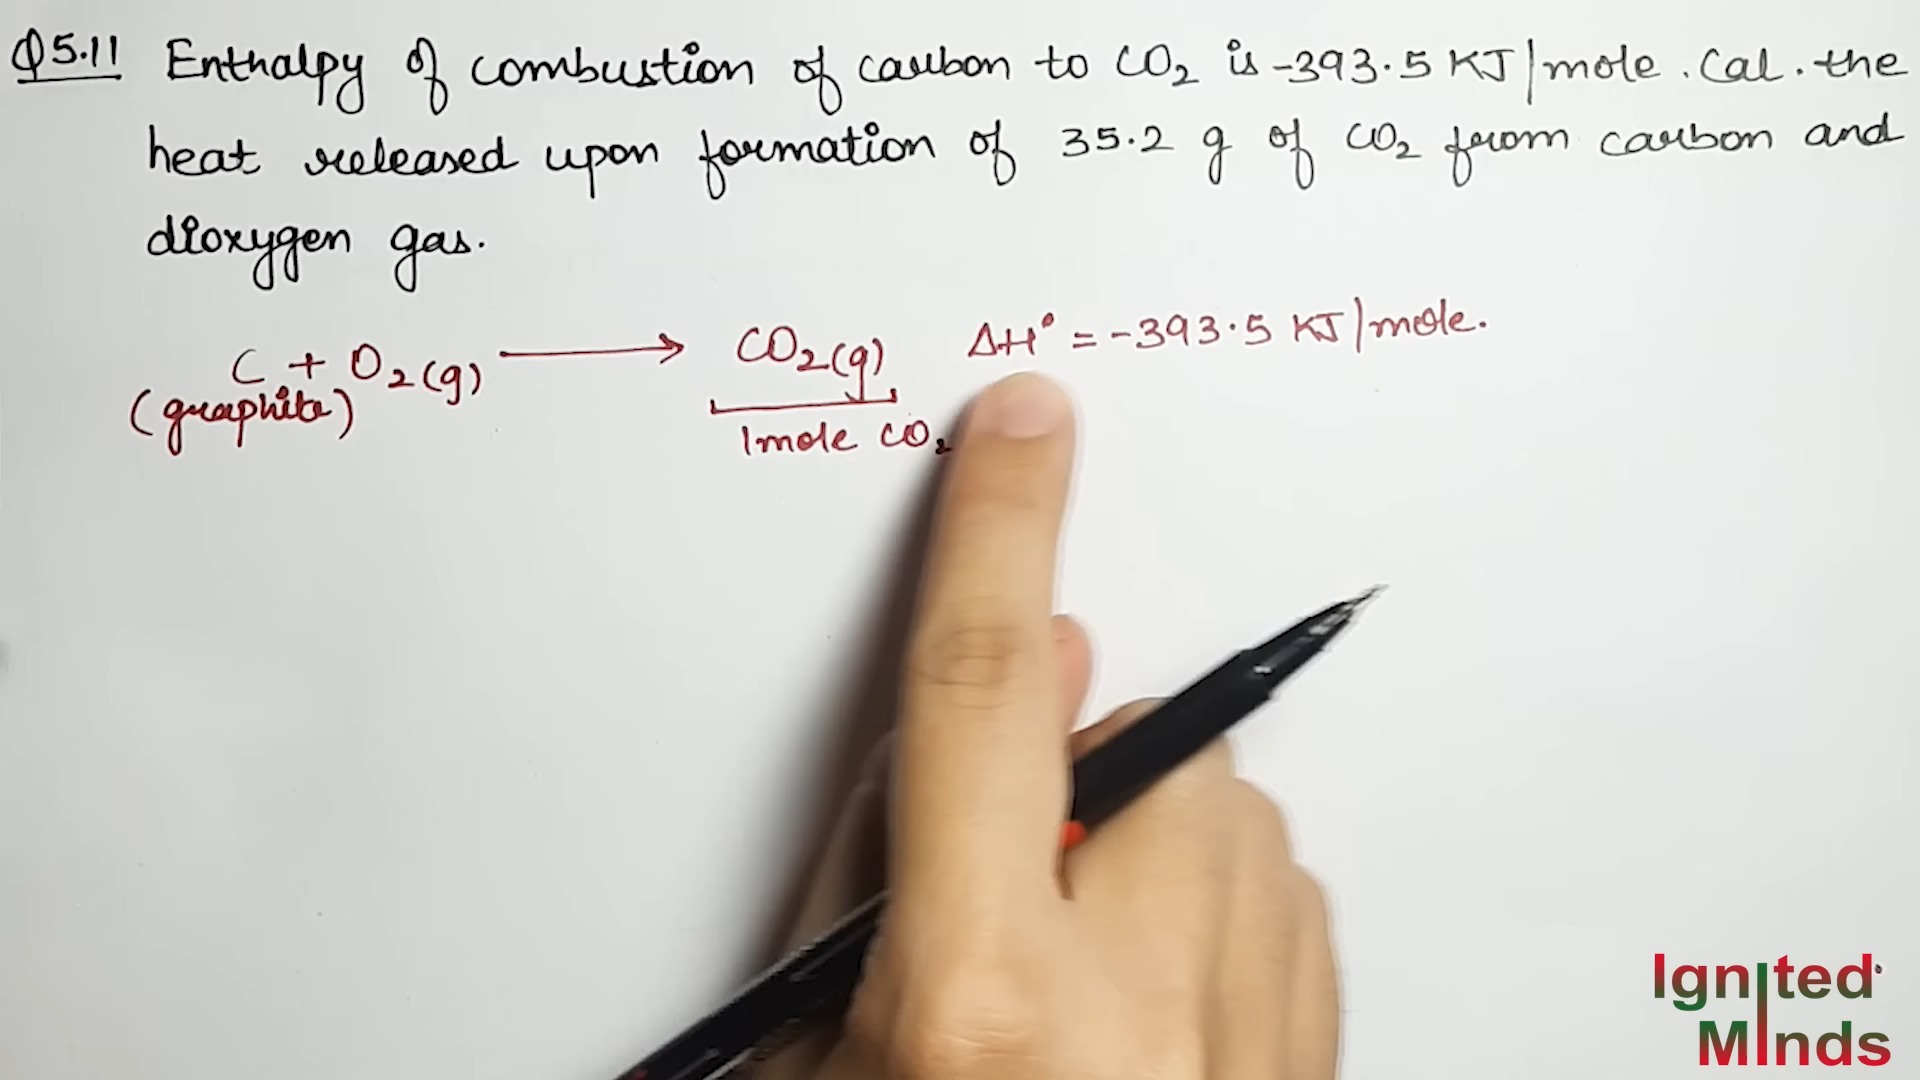 Q5.11 Enthalpy of combustion of carbon to CO₂ is -393.5 KJ/mole. Cal. the
heat released upon formation of 35.2 g of CO₂ from carbon and
dioxygen gas.
C + O₂(g) ⟶ CO₂(g) ΔH° = -393.5 KJ/mole.
(graphite)
1mole CO₂
Ignited
Minds